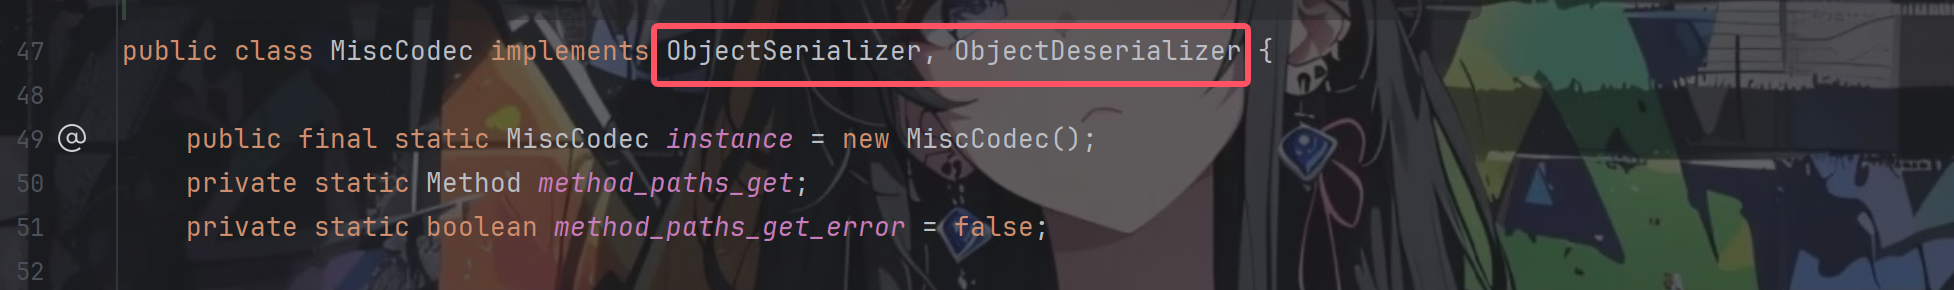 47 public class MiscCodec implements ObjectSerializer, ObjectDeserializer {
48
49 @ public final static MiscCodec instance = new MiscCodec();
50 private static Method method_paths_get;
51 private static boolean method_paths_get_error = false;
52